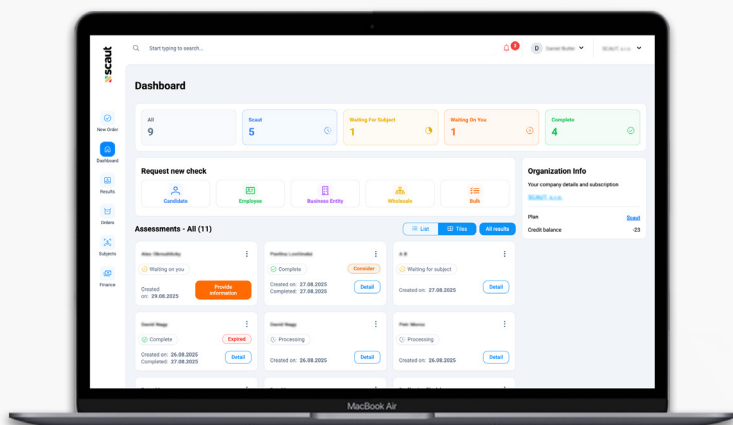 scaut
Start typing to search...
3
D
Dashboard
New Order
Dashboard
Results
Orders
Subjects
Finance
All
9
Scaut
5
Waiting For Subject
1
Waiting On You
1
Complete
4
Request new check
Candidate
Employee
Business Entity
Wholesale
Bulk
Organization Info
Your company details and subscription
Plan
Scaut
Credit balance
-23
Assessments - All (11)
List
Tiles
All results
Waiting on you
Created
on: 29.08.2025
Provide
information
Complete
Consider
Created on: 27.08.2025
Completed: 27.08.2025
Detail
Waiting for subject
Created on: 27.08.2025
Detail
Complete
Expired
Created on: 26.08.2025
Completed: 27.08.2025
Detail
Processing
Created on: 26.08.2025
Detail
Processing
Created on: 26.08.2025
Detail
MacBook Air